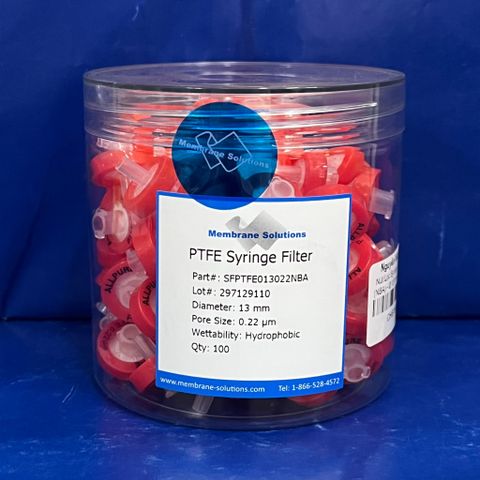 Membrane Solutions
Membrane Solutions
PTFE Syringe Filter
Part#: SFPTFE013022NBA
Lot#: 297129110
Diameter: 13 mm
Pore Size: 0.22 µm
Wettability: Hydrophobic
Qty: 100
www.membrane-solutions.com Tel: 1-866-528-4572